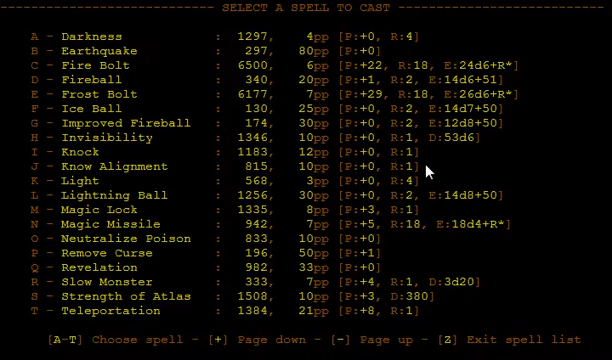 SELECT A SPELL TO CAST
A - Darkness : 1297, 4pp [P:+0, R:4]
B - Earthquake : 297, 80pp [P:+0]
C - Fire Bolt : 6500, 6pp [P:+22, R:18, E:24d6+R*]
D - Fireball : 340, 20pp [P:+1, R:2, E:14d6+51]
E - Frost Bolt : 6177, 7pp [P:+29, R:18, E:26d6+R*]
F - Ice Ball : 130, 25pp [P:+0, R:2, E:14d7+50]
G - Improved Fireball : 174, 30pp [P:+0, R:2, E:12d8+50]
H - Invisibility : 1346, 10pp [P:+0, R:1, D:53d6]
I - Knock : 1183, 12pp [P:+0, R:1]
J - Know Alignment : 815, 10pp [P:+0, R:1]
K - Light : 568, 3pp [P:+0, R:4]
L - Lightning Ball : 1256, 30pp [P:+0, R:2, E:14d8+50]
M - Magic Lock : 1335, 8pp [P:+3, R:1]
N - Magic Missile : 942, 7pp [P:+5, R:18, E:18d4+R*]
O - Neutralize Poison : 833, 10pp [P:+0]
P - Remove Curse : 196, 50pp [P:+1]
Q - Revelation : 982, 33pp [P:+0]
R - Slow Monster : 333, 7pp [P:+4, R:1, D:3d20]
S - Strength of Atlas : 1508, 10pp [P:+3, D:380]
T - Teleportation : 1384, 21pp [P:+8, R:1]
[A-T] Choose spell - [+] Page down - [-] Page up - [Z] Exit spell list